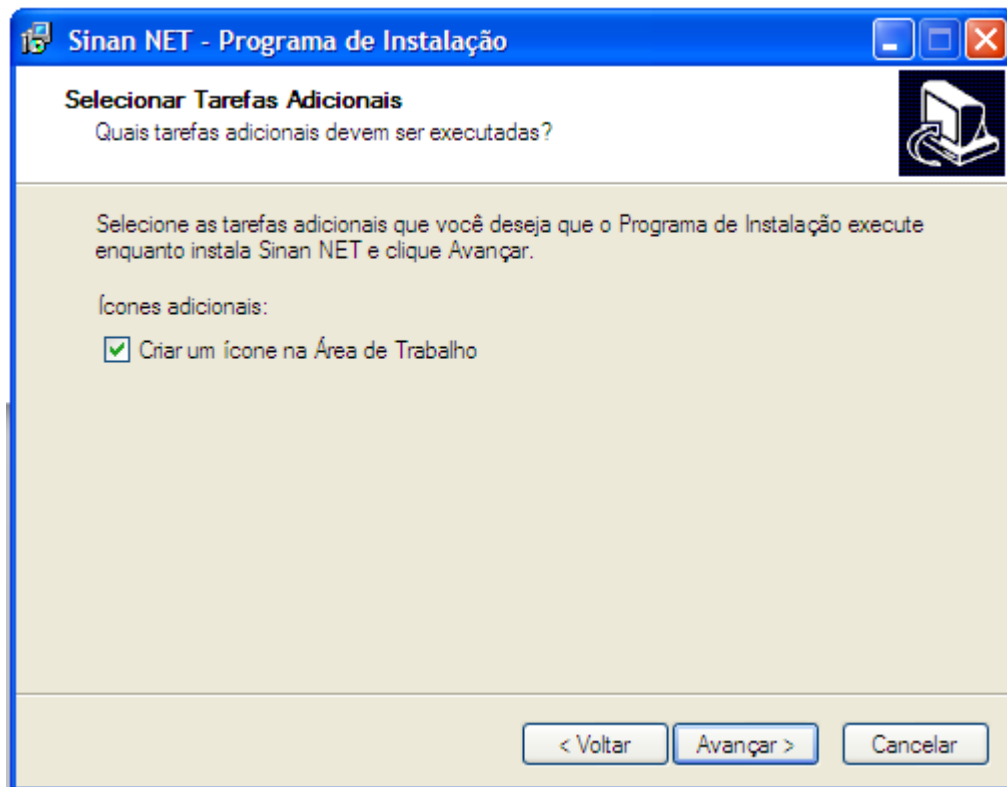 Sinan NET - Programa de Instalação
Selecionar Tarefas Adicionais
Quais tarefas adicionais devem ser executadas?
Selecione as tarefas adicionais que você deseja que o Programa de Instalação execute
enquanto instala Sinan NET e clique Avançar.
Ícones adicionais:
Criar um ícone na Área de Trabalho
< Voltar
Avançar >
Cancelar